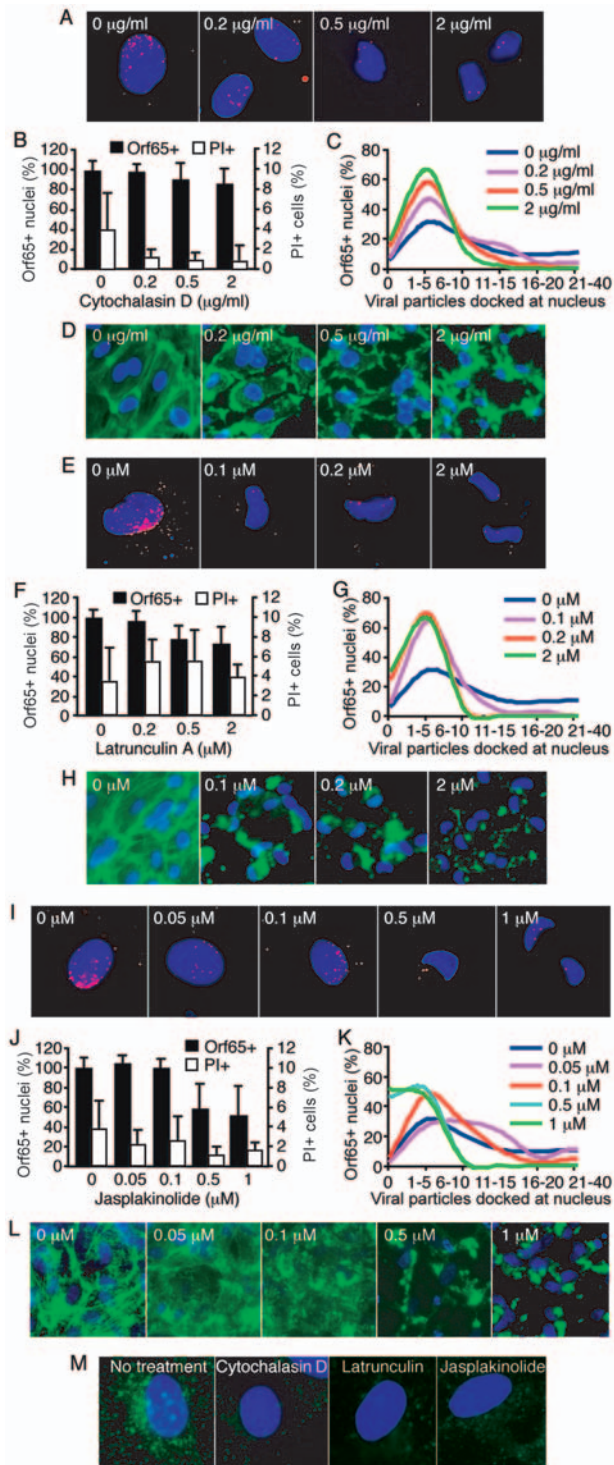 A
0 μg/ml 0.2 μg/ml 0.5 μg/ml 2 μg/ml
B
Orf65+ PI+
Orf65+ nuclei (%)
120
100
80
60
40
20
0
12
10
8
6
4
2
0
PI+ cells (%)
0 0.2 0.5 2
Cytochalasin D (μg/ml)
C
0 μg/ml
0.2 μg/ml
0.5 μg/ml
2 μg/ml
Orf65+ nuclei (%)
80
60
40
20
0
0 1-5 6-10 11-15 16-20 21-40
Viral particles docked at nucleus
D
0 μg/ml 0.2 μg/ml 0.5 μg/ml 2 μg/ml
E
0 μM 0.1 μM 0.2 μM 2 μM
F
Orf65+ PI+
Orf65+ nuclei (%)
120
100
80
60
40
20
0
12
10
8
6
4
2
0
PI+ cells (%)
0 0.2 0.5 2
Latrunculin A (μM)
G
0 μM
0.1 μM
0.2 μM
2 μM
Orf65+ nuclei (%)
80
60
40
20
0
0 1-5 6-10 11-15 16-20 21-40
Viral particles docked at nucleus
H
0 μM 0.1 μM 0.2 μM 2 μM
I
0 μM 0.05 μM 0.1 μM 0.5 μM 1 μM
J
Orf65+
PI+
Orf65+ nuclei (%)
120
100
80
60
40
20
0
12
10
8
6
4
2
0
PI+ cells (%)
0 0.05 0.1 0.5 1
Jasplakinolide (μM)
K
0 μM
0.05 μM
0.1 μM
0.5 μM
1 μM
Orf65+ nuclei (%)
80
60
40
20
0
0 1-5 6-10 11-15 16-20 21-40
Viral particles docked at nucleus
L
0 μM 0.05 μM 0.1 μM 0.5 μM 1 μM
M
No treatment Cytochalasin D Latrunculin Jasplakinolide